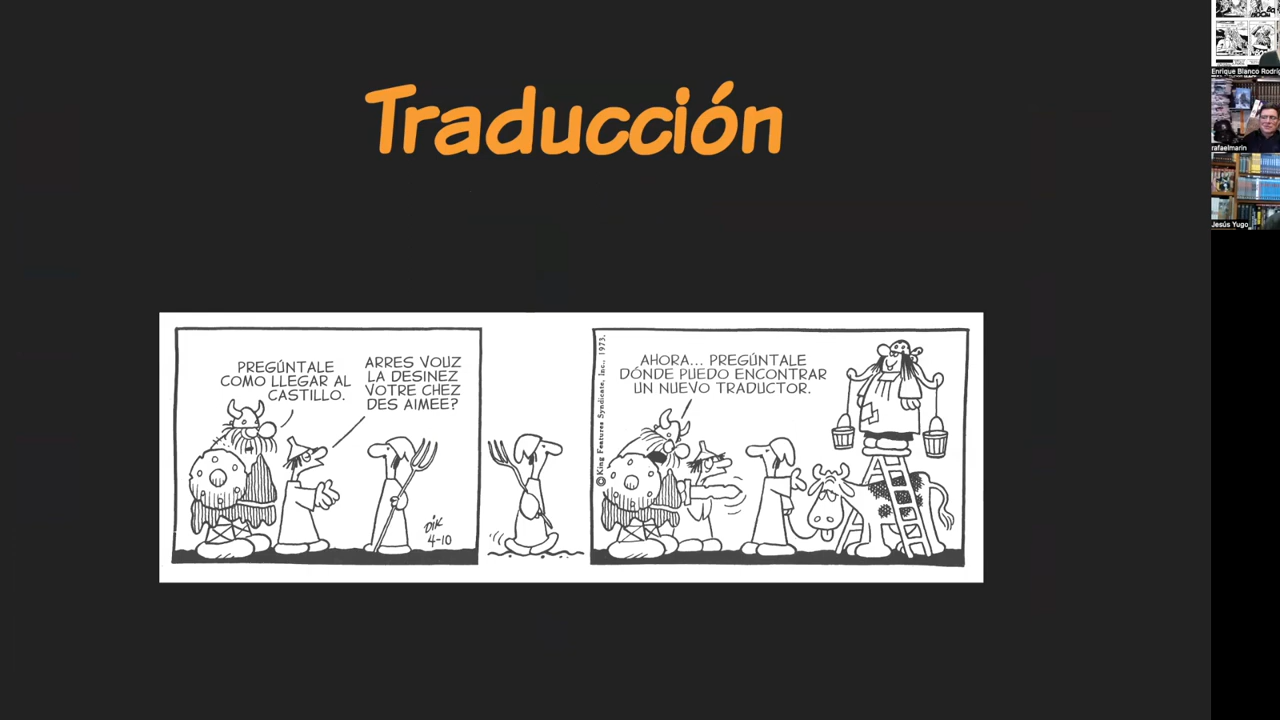 Traducción
PREGÚNTALE
COMO LLEGAR AL
CASTILLO.
ARRES VOUZ
LA DESINEZ
VOTRE CHEZ
DES AIMEE?
DIK
4-10
©King Features Syndicate, Inc., 1973.
AHORA... PREGÚNTALE
DÓNDE PUEDO ENCONTRAR
UN NUEVO TRADUCTOR.
Enrique Blanco Rodríg
rafaelmarin
Jesús Yugo